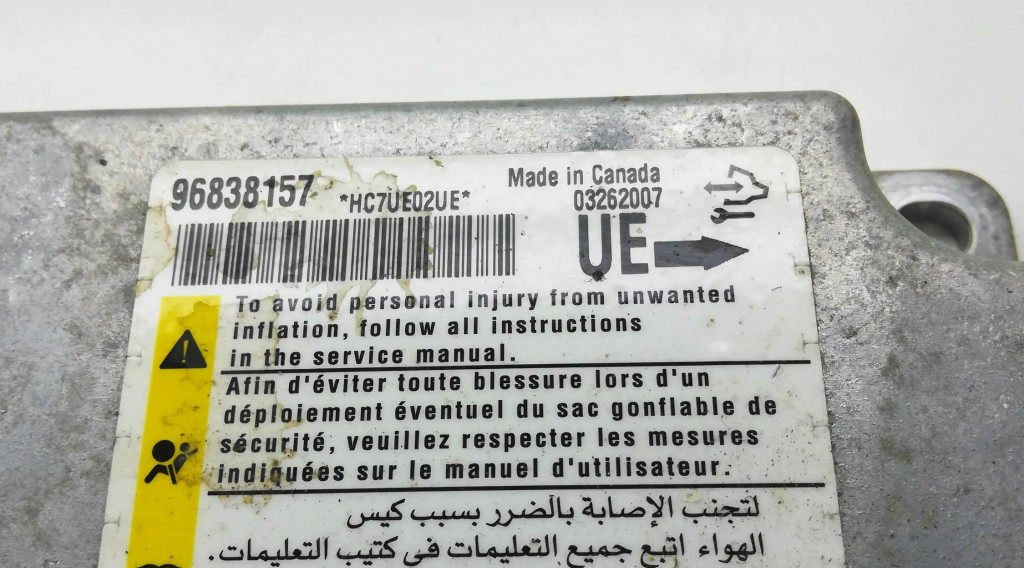 96838157 *HC7UE02UE* Made in Canada
03262007
UE
To avoid personal injury from unwanted
inflation, follow all instructions
in the service manual.
Afin d'éviter toute blessure lors d'un
déploiement éventuel du sac gonflable de
sécurité, veuillez respecter les mesures
indiquées sur le manuel d'utilisateur.
لتجنب الإصابة بالضرر بسبب كيس
الهواء اتبع جميع التعليمات في كتيب التعليمات.